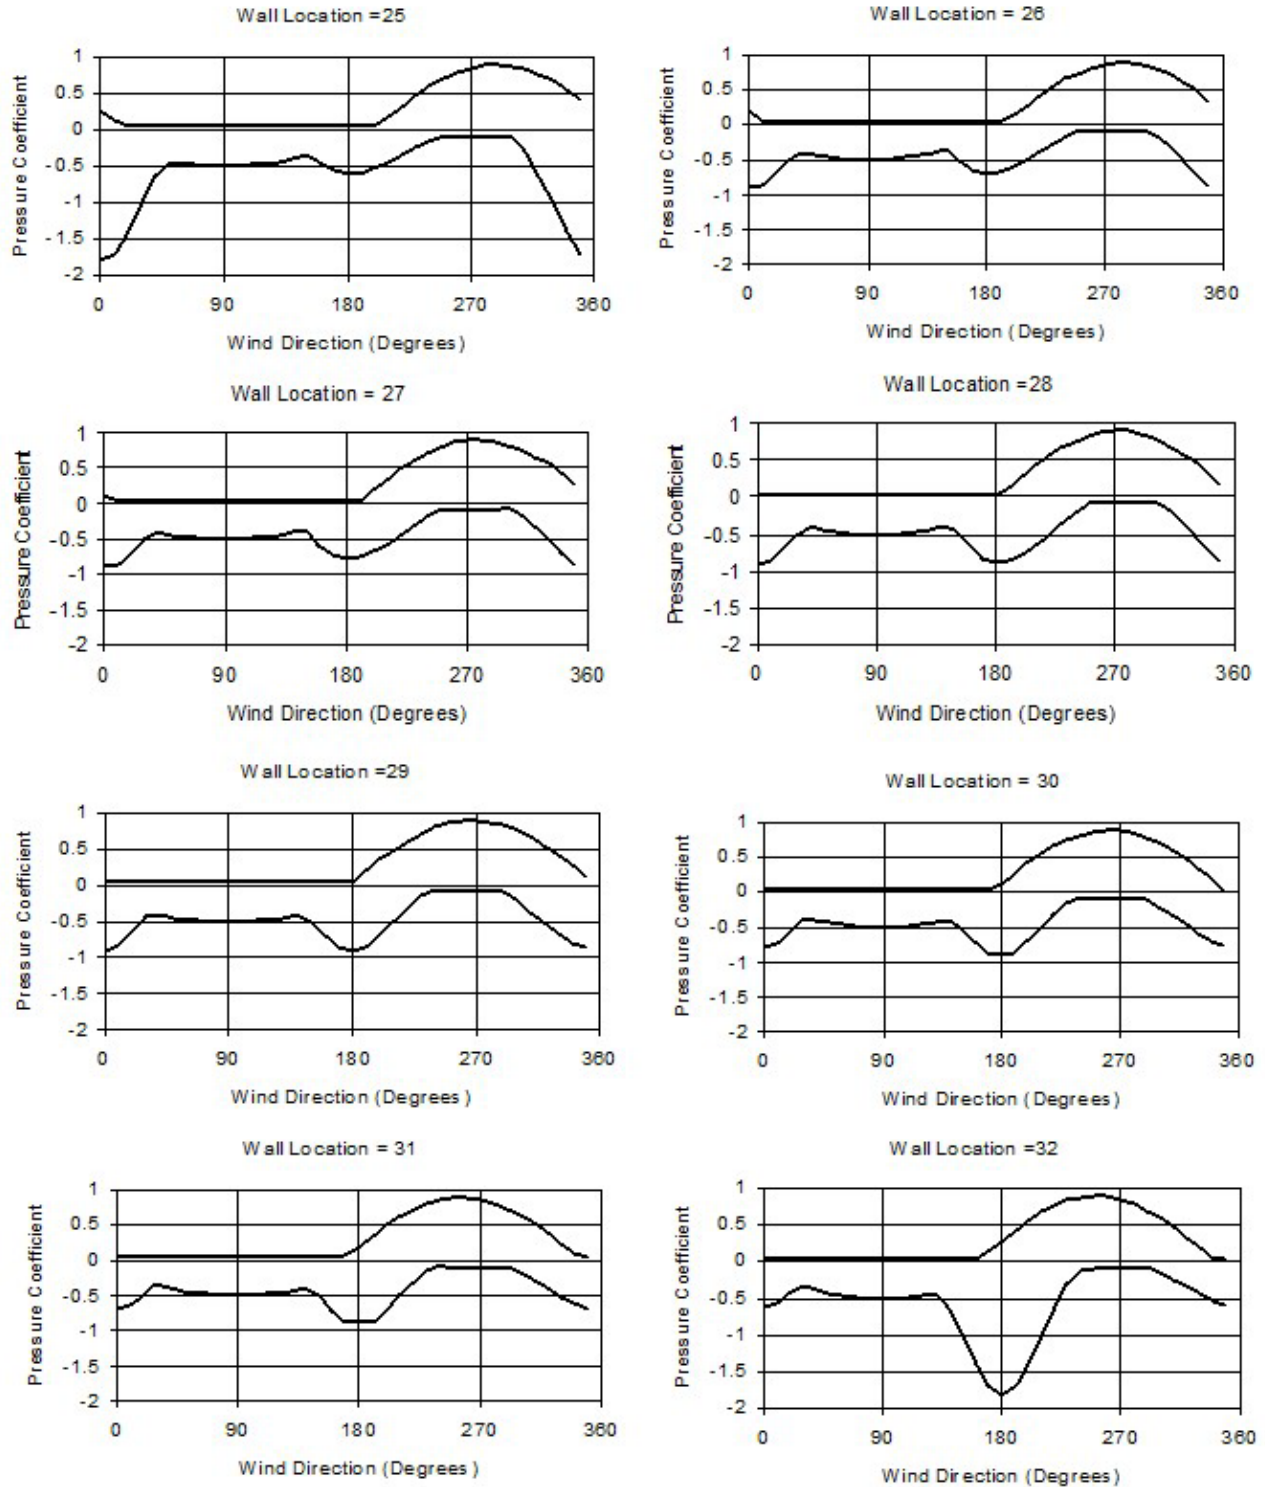 Wall Location =25
Pressure Coefficient
1
0.5
0
-0.5
-1
-1.5
-2
0 90 180 270 360
Wind Direction (Degrees)
Wall Location = 26
Pressure Coefficient
1
0.5
0
-0.5
-1
-1.5
-2
0 90 180 270 360
Wind Direction (Degrees)
Wall Location = 27
Pressure Coefficient
1
0.5
0
-0.5
-1
-1.5
-2
0 90 180 270 360
Wind Direction (Degrees)
Wall Location =28
Pressure Coefficient
1
0.5
0
-0.5
-1
-1.5
-2
0 90 180 270 360
Wind Direction (Degrees)
Wall Location =29
Pressure Coefficient
1
0.5
0
-0.5
-1
-1.5
-2
0 90 180 270 360
Wind Direction (Degrees)
Wall Location = 30
Pressure Coefficient
1
0.5
0
-0.5
-1
-1.5
-2
0 90 180 270 360
Wind Direction (Degrees)
Wall Location = 31
Pressure Coefficient
1
0.5
0
-0.5
-1
-1.5
-2
0 90 180 270 360
Wind Direction (Degrees)
Wall Location =32
Pressure Coefficient
1
0.5
0
-0.5
-1
-1.5
-2
0 90 180 270 360
Wind Direction (Degrees)